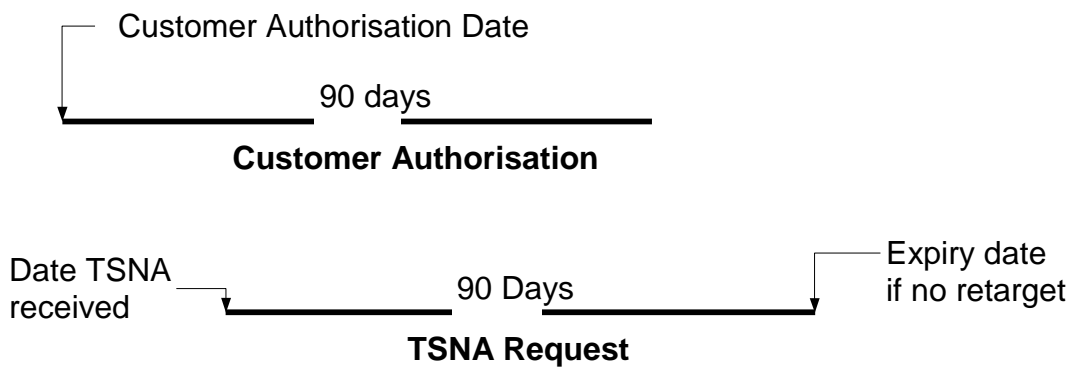 Customer Authorisation Date
90 days
Customer Authorisation
Date TSNA
received
90 Days
Expiry date
if no retarget
TSNA Request